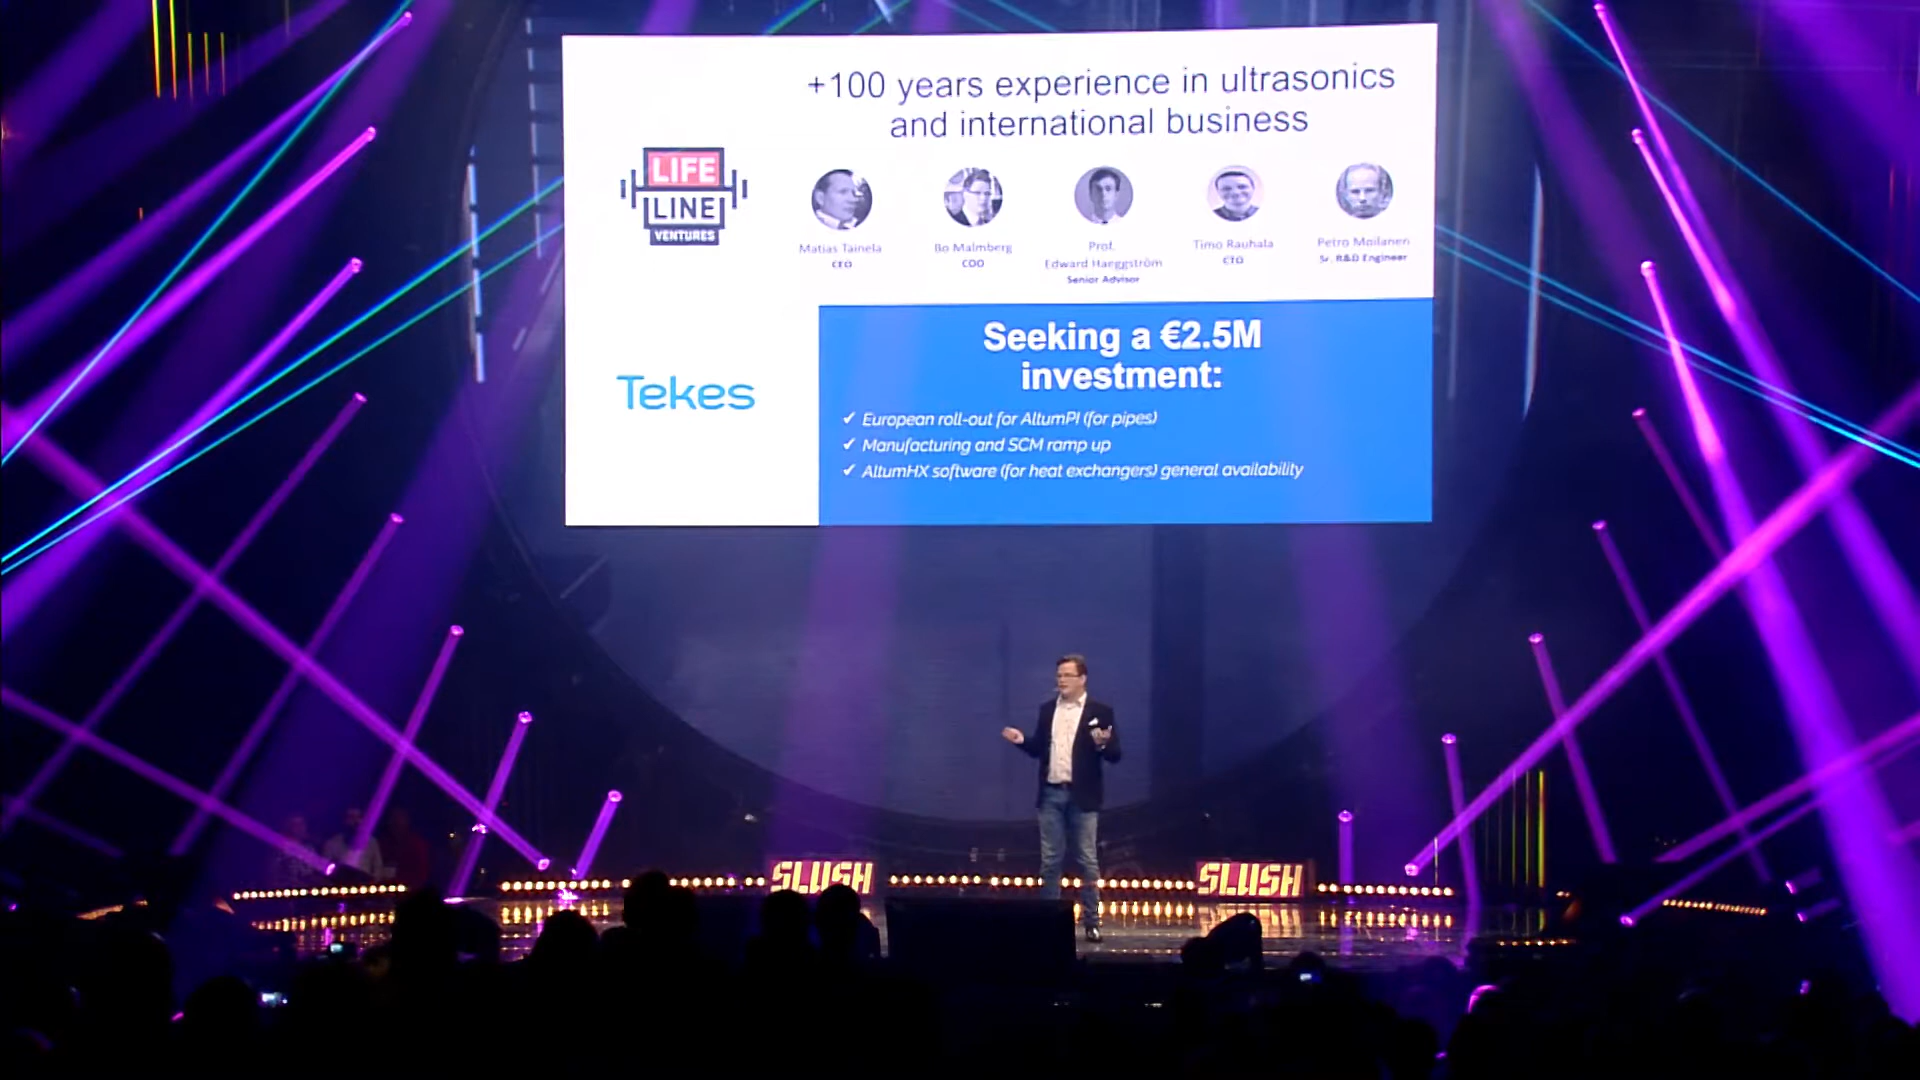 +100 years experience in ultrasonics
and international business
LIFE
LINE
VENTURES
Matias Tainela
CEO
Bo Malmberg
COO
Prof.
Edward Haeggström
Senior Advisor
Timo Rauhala
CTO
Petro Moilanen
Sr. R&D Engineer
Tekes
Seeking a €2.5M
investment:
✓ European roll-out for AltumPI (for pipes)
✓ Manufacturing and SCM ramp up
✓ AltumHX software (for heat exchangers) general availability
SLUSH
SLUSH